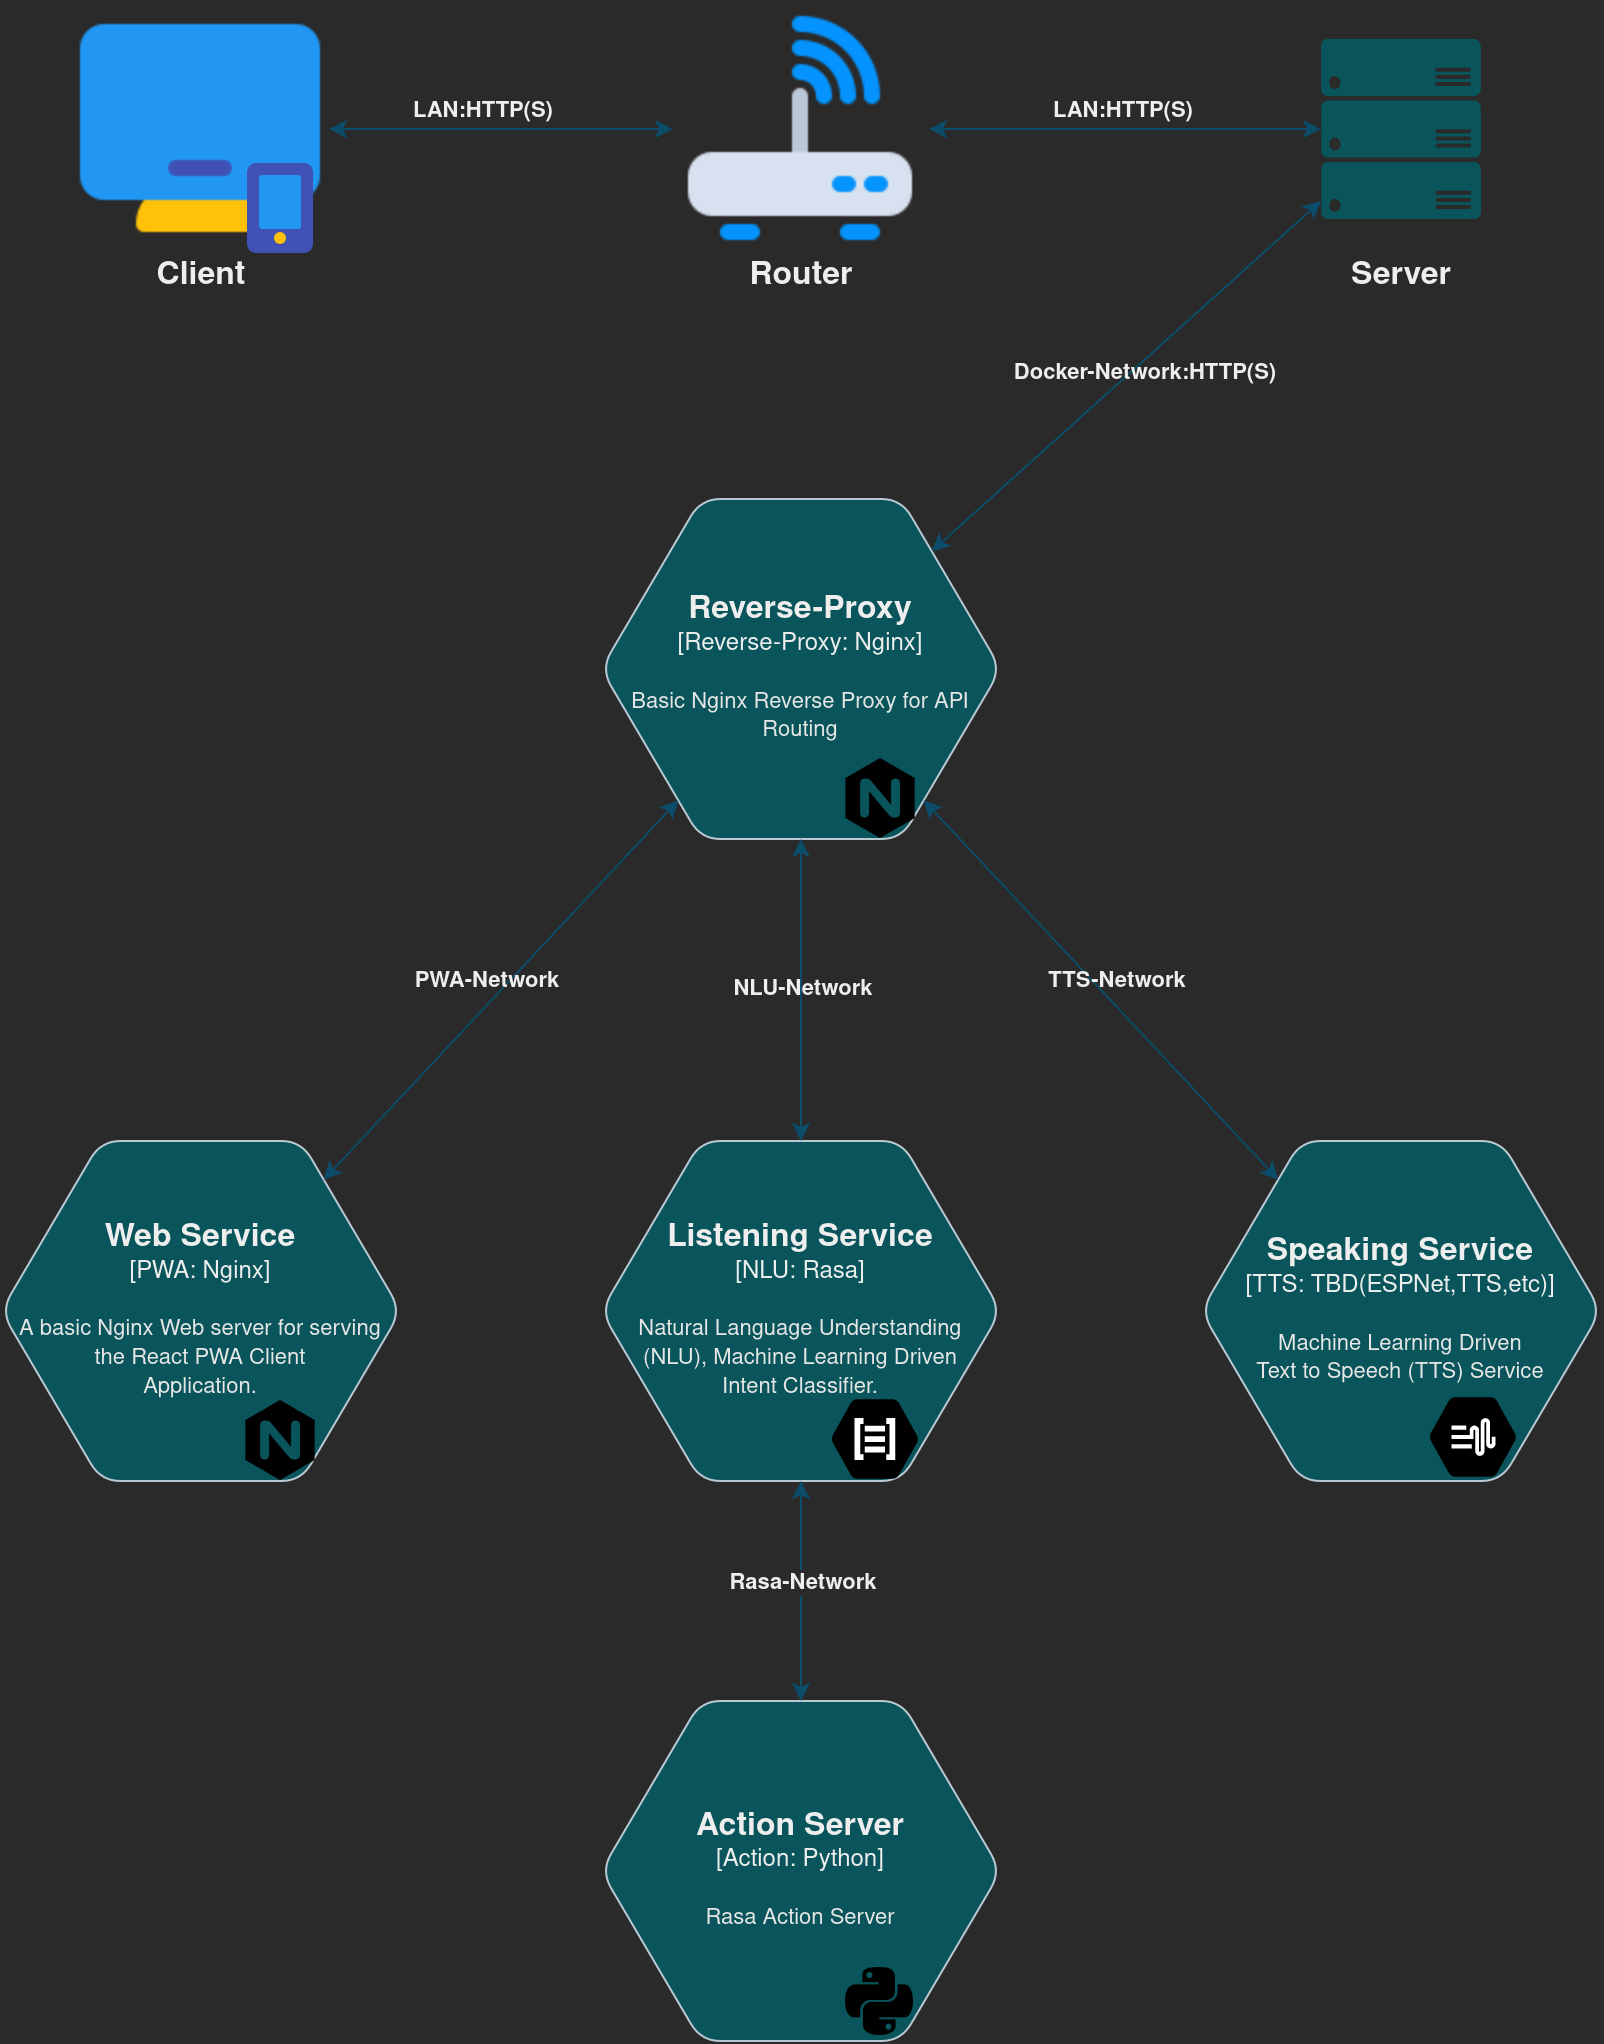 LAN:HTTP(S)
LAN:HTTP(S)
Client
Router
Server
Docker-Network:HTTP(S)
Reverse-Proxy
[Reverse-Proxy: Nginx]
Basic Nginx Reverse Proxy for API
Routing
N
PWA-Network
NLU-Network
TTS-Network
Web Service
[PWA: Nginx]
A basic Nginx Web server for serving
the React PWA Client
Application.
N
Listening Service
[NLU: Rasa]
Natural Language Understanding
(NLU), Machine Learning Driven
Intent Classifier.
Speaking Service
[TTS: TBD(ESPNet,TTS,etc)]
Machine Learning Driven
Text to Speech (TTS) Service
Rasa-Network
Action Server
[Action: Python]
Rasa Action Server